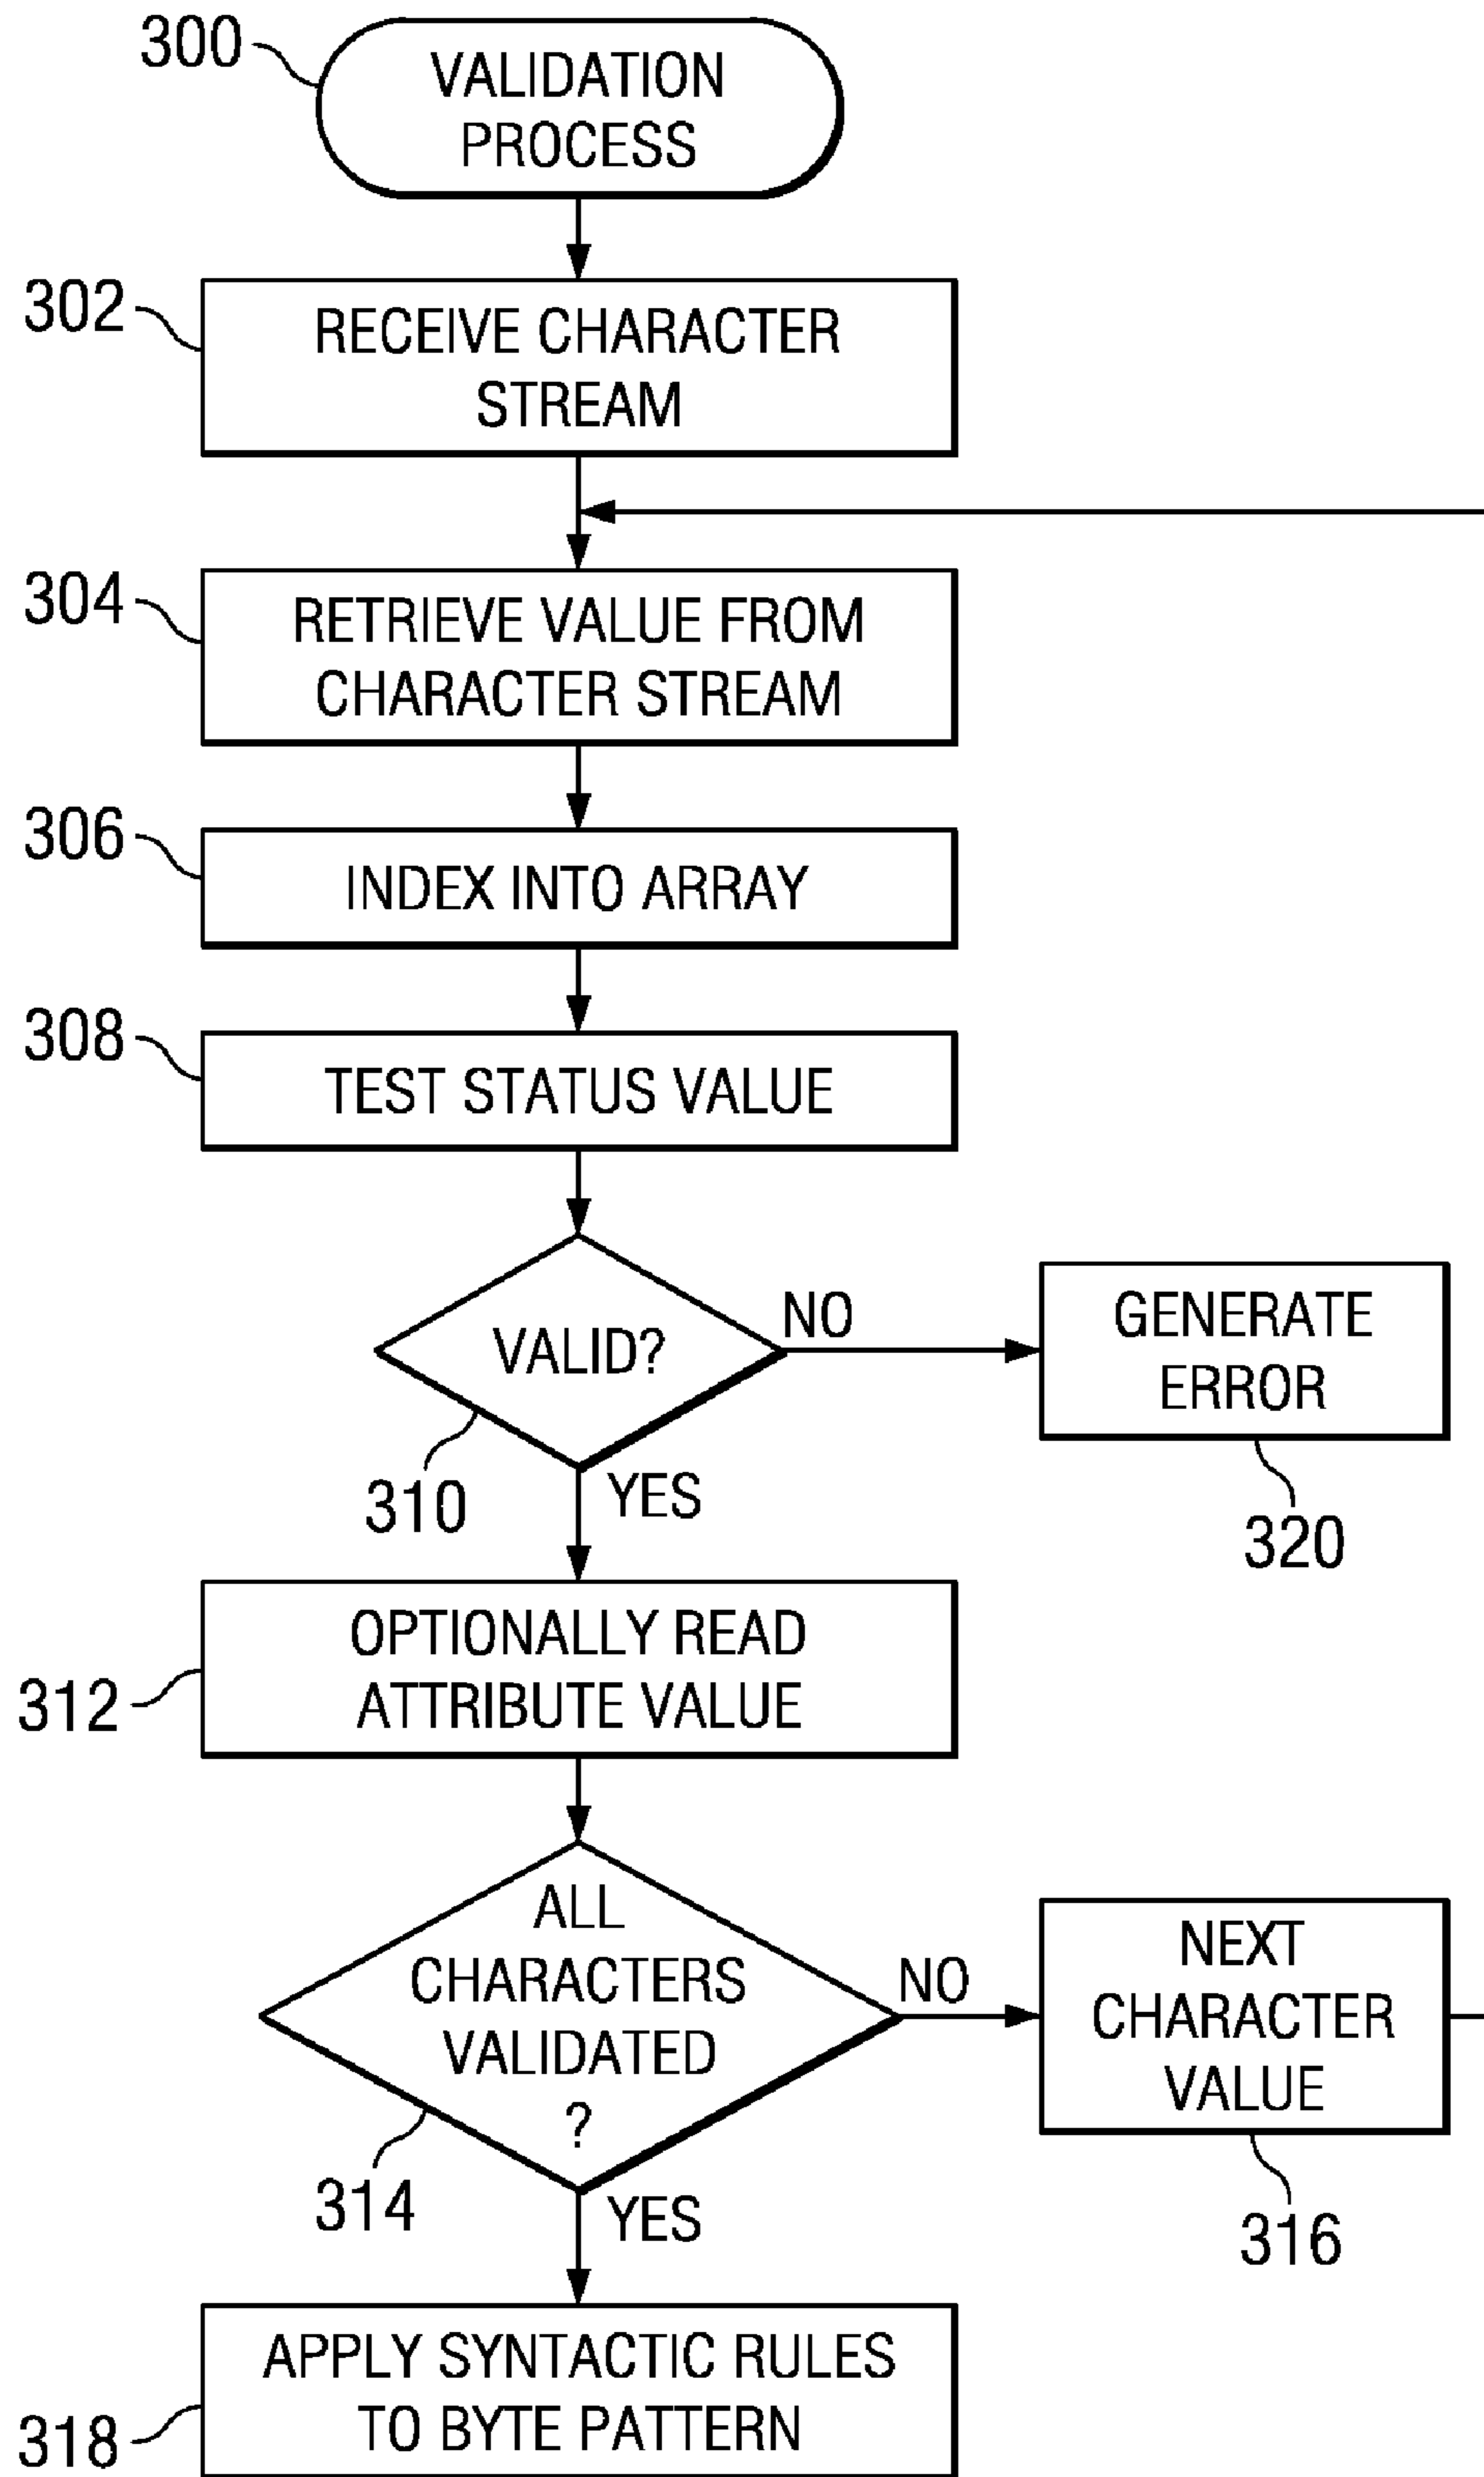 300
VALIDATION
PROCESS
302
RECEIVE CHARACTER
STREAM
304
RETRIEVE VALUE FROM
CHARACTER STREAM
306
INDEX INTO ARRAY
308
TEST STATUS VALUE
VALID?
NO
GENERATE
ERROR
310
YES
320
OPTIONALLY READ
ATTRIBUTE VALUE
312
ALL
CHARACTERS
VALIDATED
?
NO
NEXT
CHARACTER
VALUE
314
YES
316
APPLY SYNTACTIC RULES
TO BYTE PATTERN
318